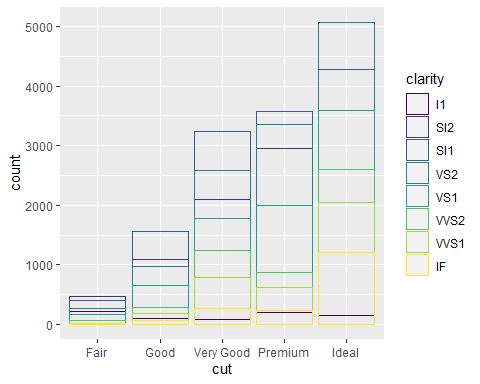 5000
4000
3000
2000
1000
0
count
Fair Good Very Good Premium Ideal
cut
clarity
I1
SI2
SI1
VS2
VS1
VVS2
VVS1
IF